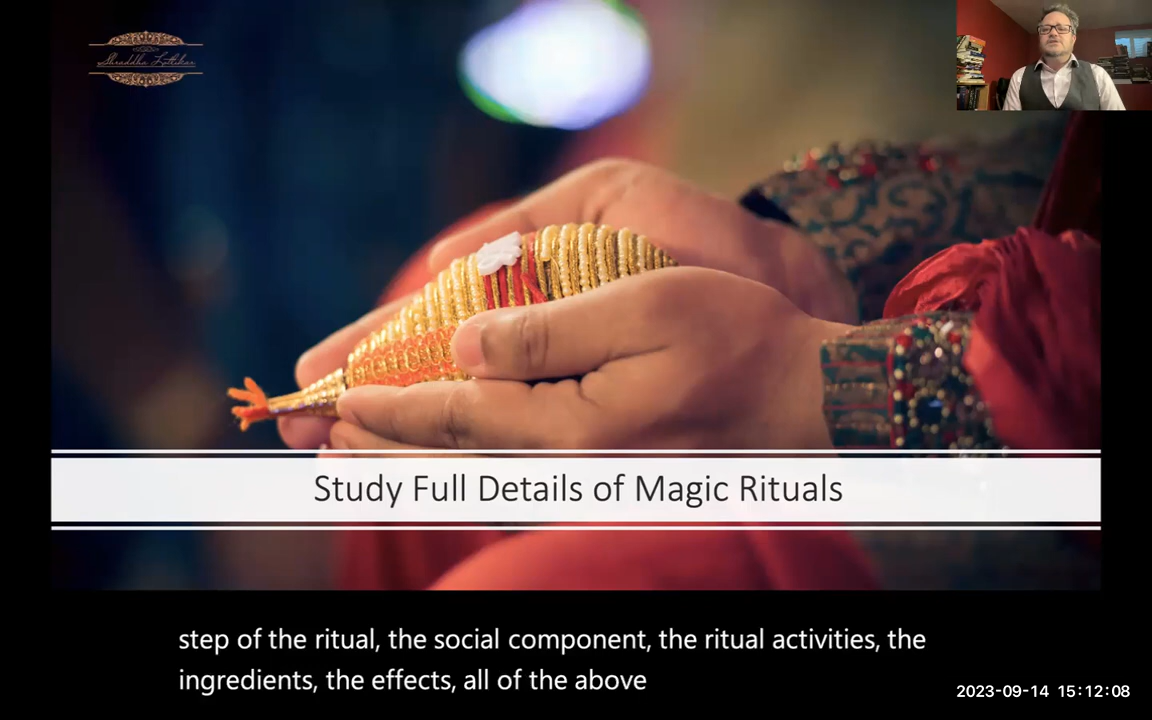 Study Full Details of Magic Rituals
step of the ritual, the social component, the ritual activities, the
ingredients, the effects, all of the above
2023-09-14 15:12:08